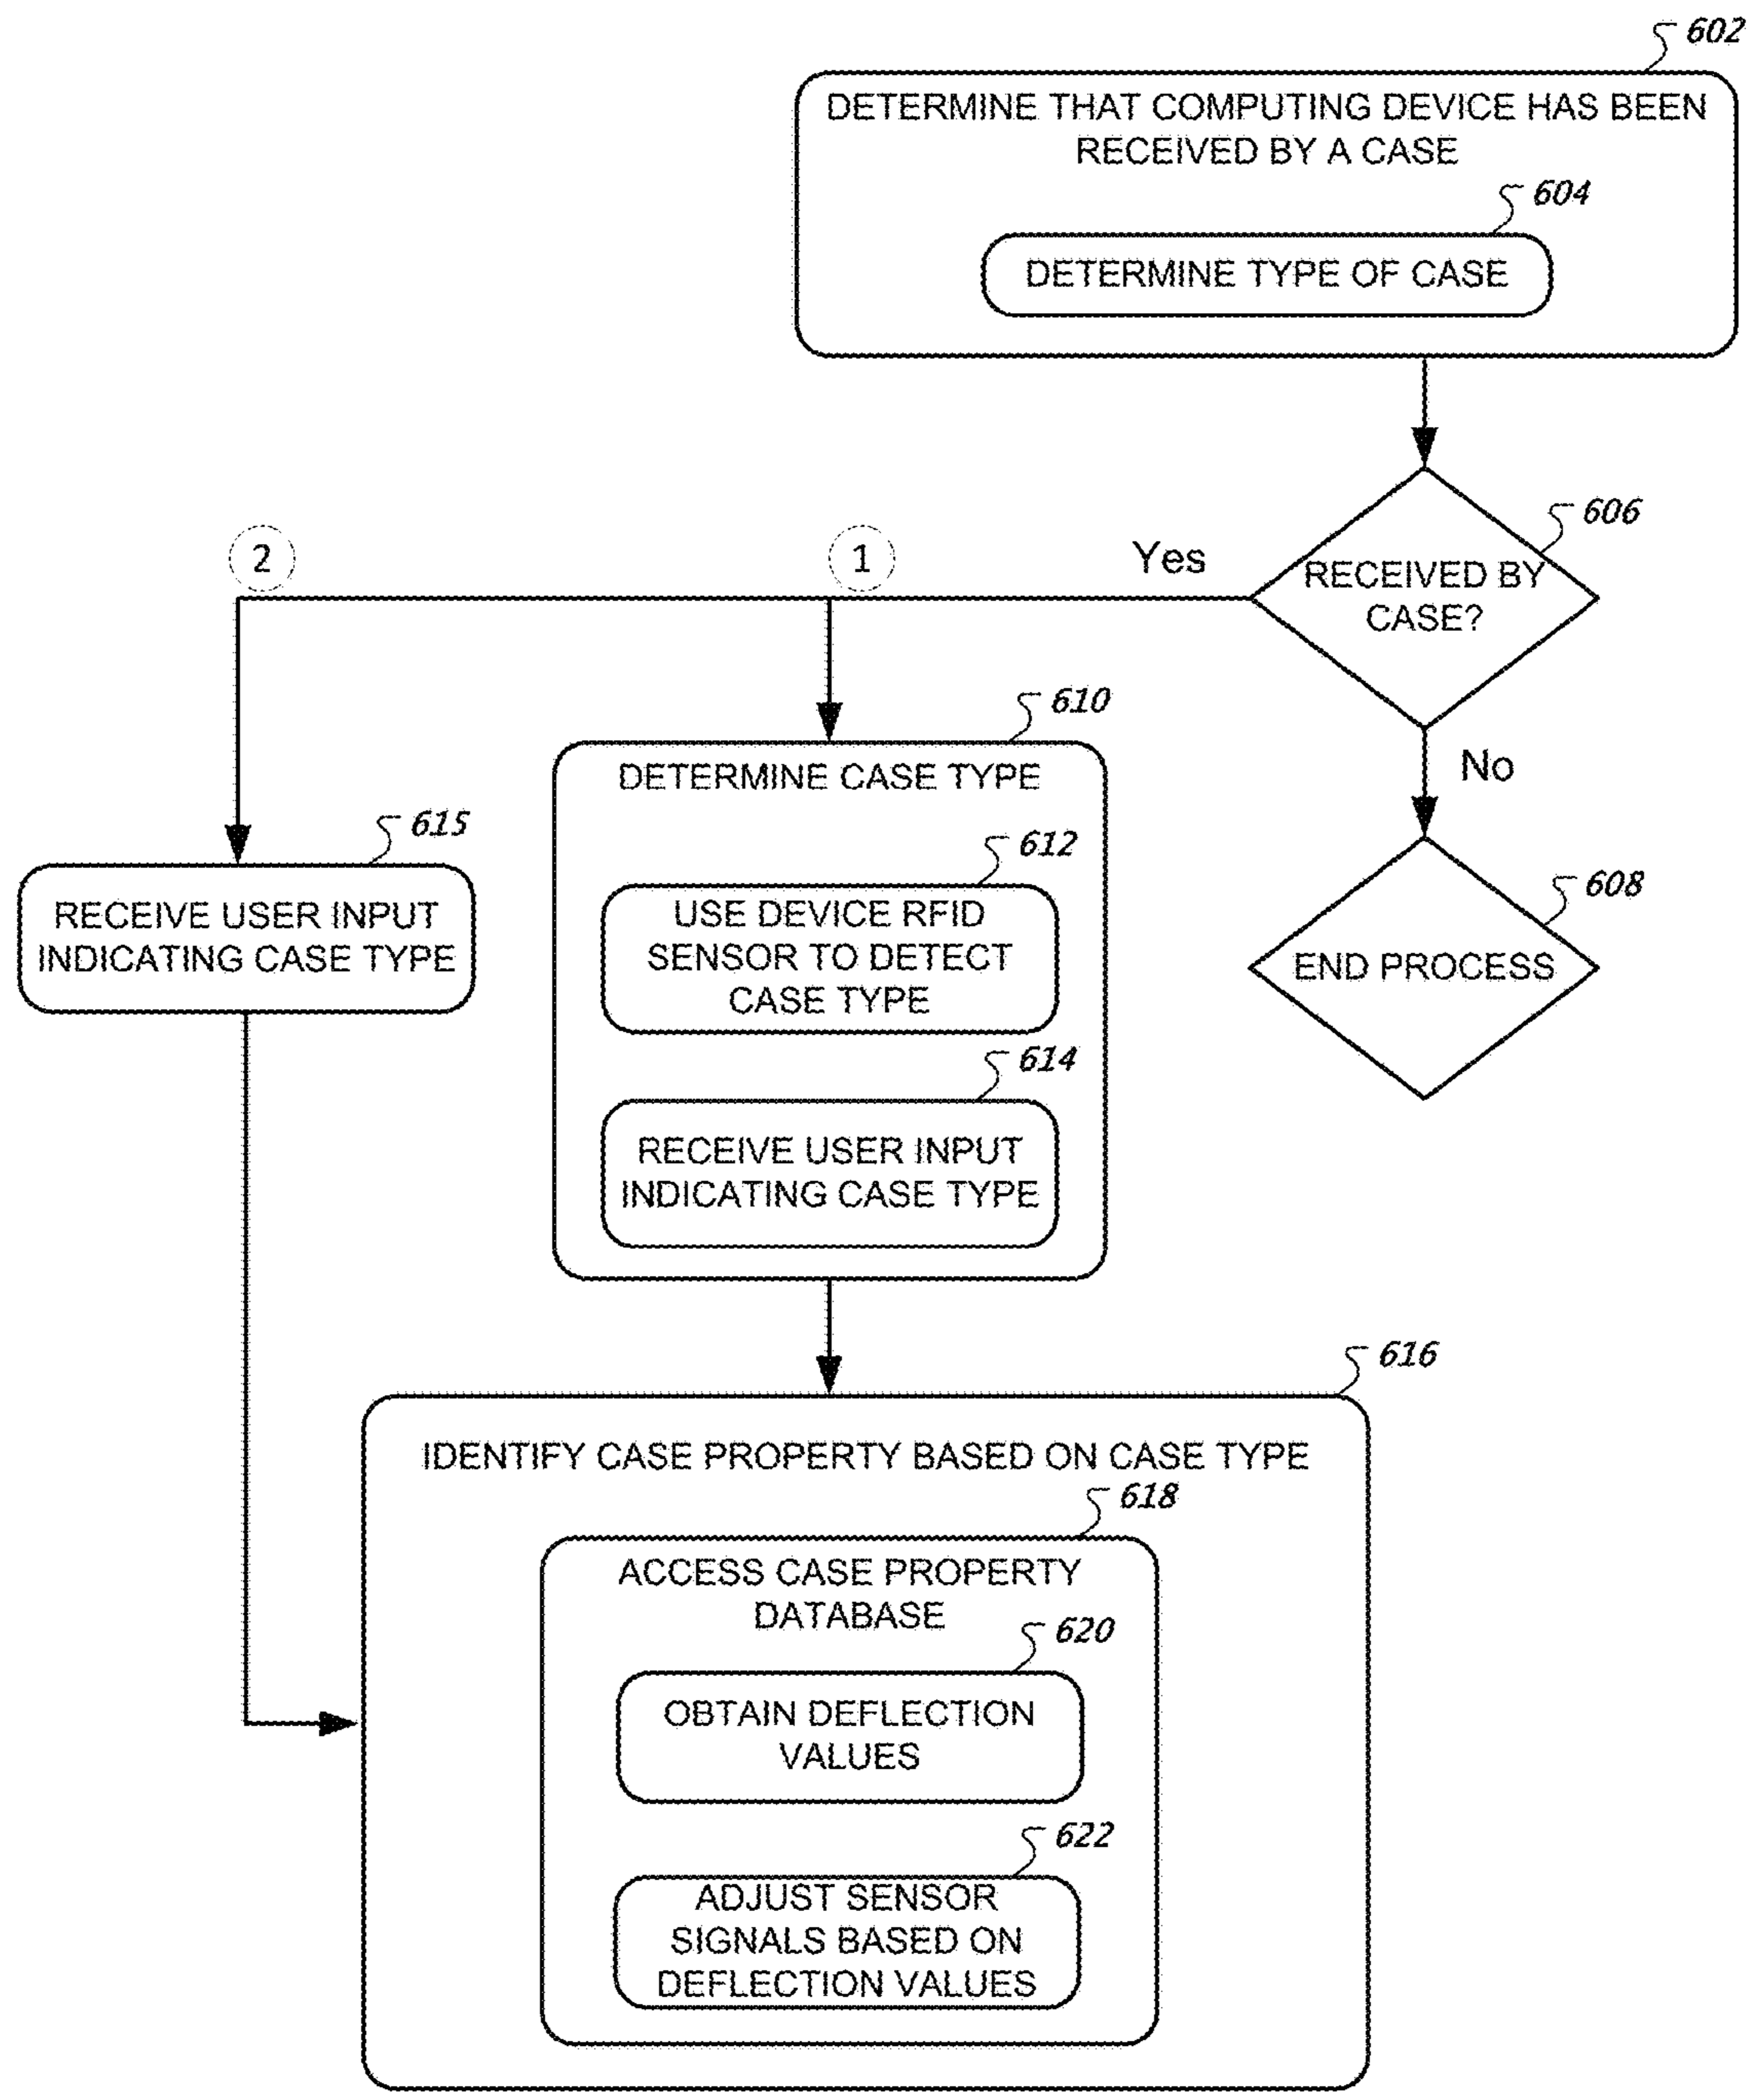 602
DETERMINE THAT COMPUTING DEVICE HAS BEEN
RECEIVED BY A CASE
604
DETERMINE TYPE OF CASE
606
RECEIVED BY
CASE?
Yes
1
2
No
608
END PROCESS
610
DETERMINE CASE TYPE
612
USE DEVICE RFID
SENSOR TO DETECT
CASE TYPE
614
RECEIVE USER INPUT
INDICATING CASE TYPE
615
RECEIVE USER INPUT
INDICATING CASE TYPE
616
IDENTIFY CASE PROPERTY BASED ON CASE TYPE
618
ACCESS CASE PROPERTY
DATABASE
620
OBTAIN DEFLECTION
VALUES
622
ADJUST SENSOR
SIGNALS BASED ON
DEFLECTION VALUES